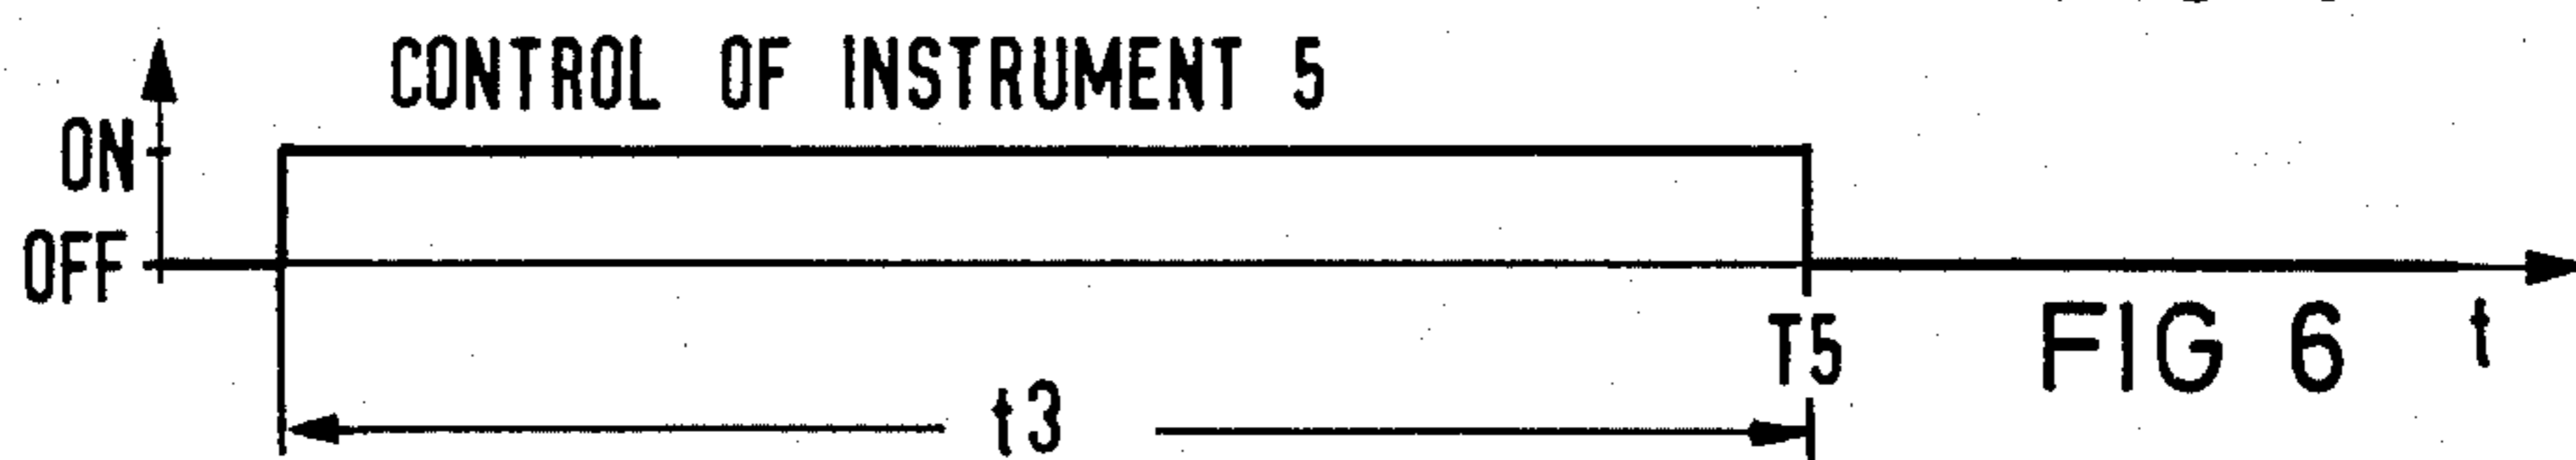 CONTROL OF INSTRUMENT 5
ON
OFF
T5
FIG 6
t
t3